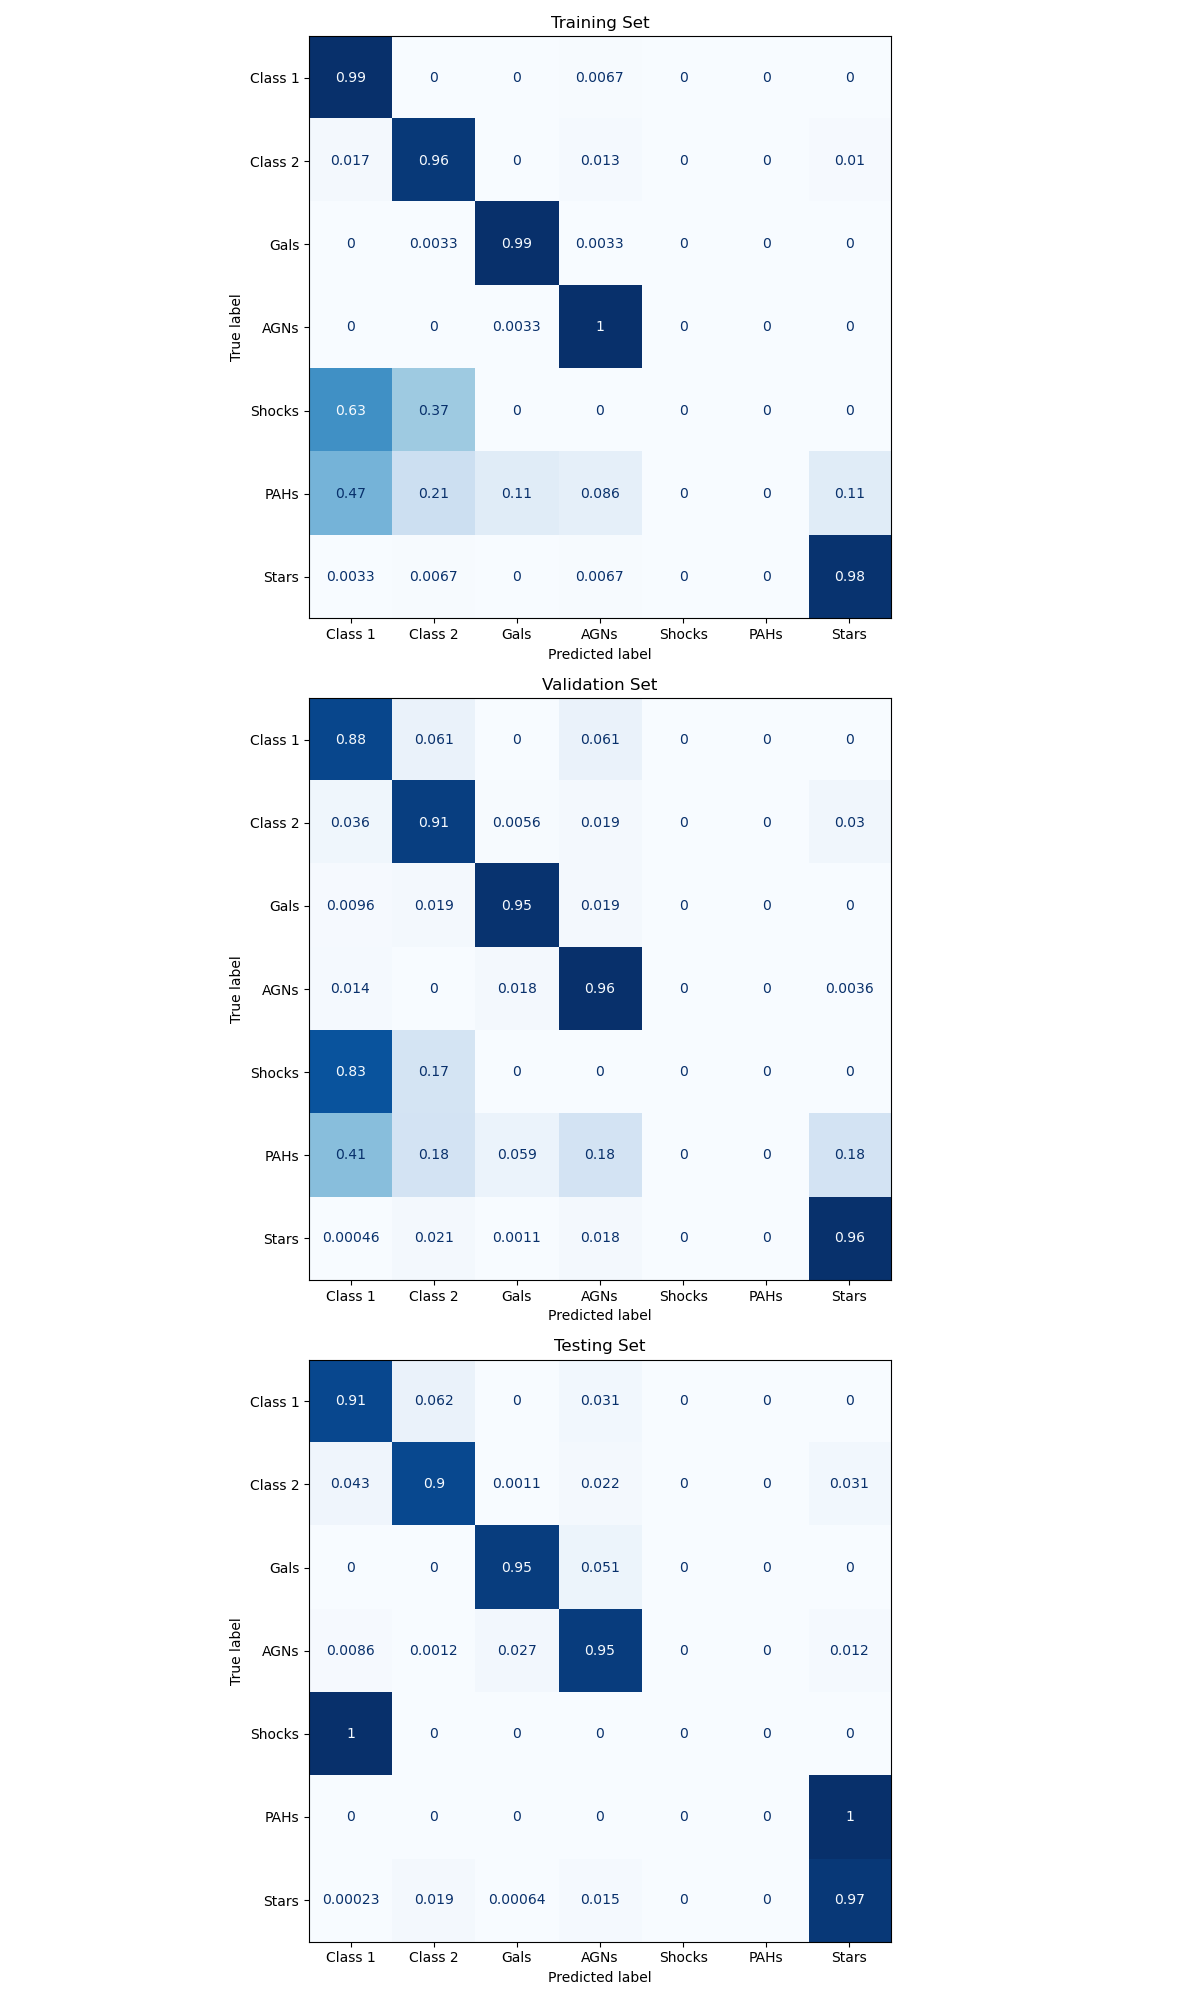 Training Set
Class 1 0.99 0 0 0.0067 0 0 0
Class 2 0.017 0.96 0 0.013 0 0 0.01
Gals 0 0.0033 0.99 0.0033 0 0 0
True label
AGNs 0 0 0.0033 1 0 0 0
Shocks 0.63 0.37 0 0 0 0 0
PAHs 0.47 0.21 0.11 0.086 0 0 0.11
Stars 0.0033 0.0067 0 0.0067 0 0 0.98
Class 1 Class 2 Gals AGNs Shocks PAHs Stars
Predicted label
Validation Set
Class 1 0.88 0.061 0 0.061 0 0 0
Class 2 0.036 0.91 0.0056 0.019 0 0 0.03
Gals 0.0096 0.019 0.95 0.019 0 0 0
True label
AGNs 0.014 0 0.018 0.96 0 0 0.0036
Shocks 0.83 0.17 0 0 0 0 0
PAHs 0.41 0.18 0.059 0.18 0 0 0.18
Stars 0.00046 0.021 0.0011 0.018 0 0 0.96
Class 1 Class 2 Gals AGNs Shocks PAHs Stars
Predicted label
Testing Set
Class 1 0.91 0.062 0 0.031 0 0 0
Class 2 0.043 0.9 0.0011 0.022 0 0 0.031
Gals 0 0 0.95 0.051 0 0 0
True label
AGNs 0.0086 0.0012 0.027 0.95 0 0 0.012
Shocks 1 0 0 0 0 0 0
PAHs 0 0 0 0 0 0 1
Stars 0.00023 0.019 0.00064 0.015 0 0 0.97
Class 1 Class 2 Gals AGNs Shocks PAHs Stars
Predicted label